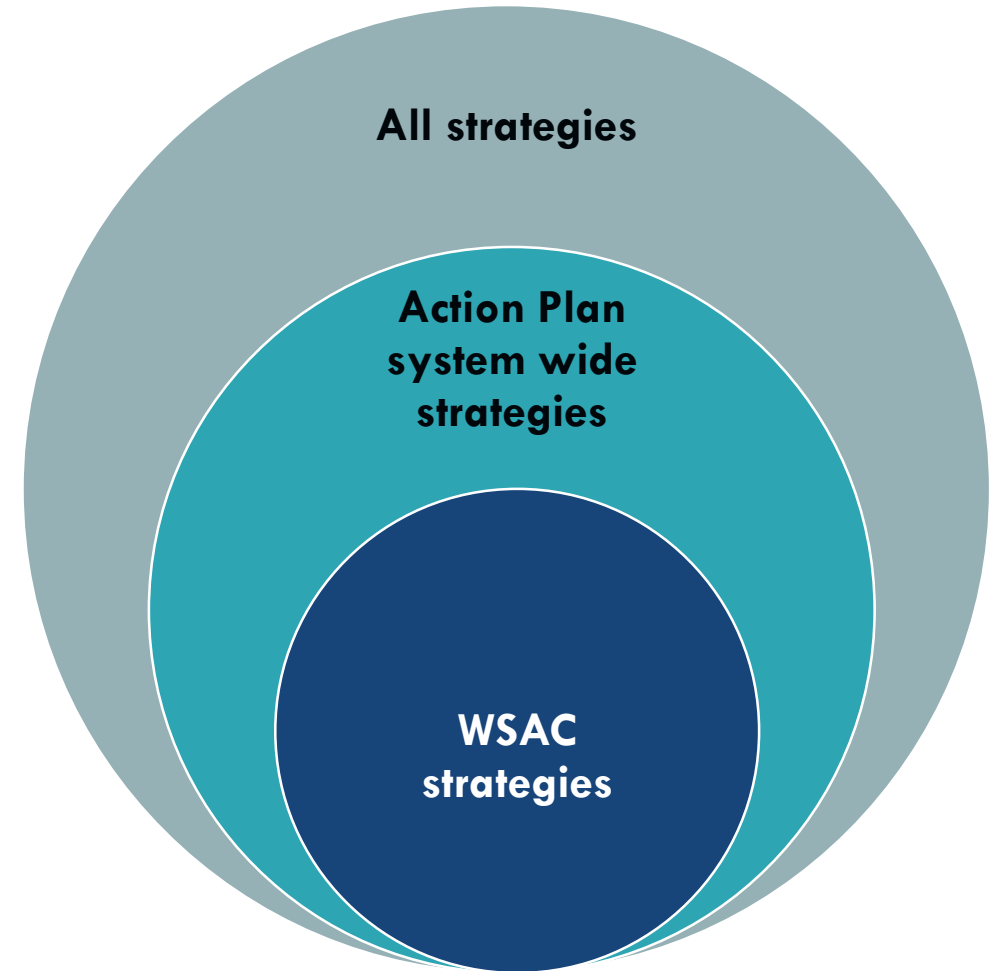 All strategies
Action Plan
system wide
strategies
WSAC
strategies